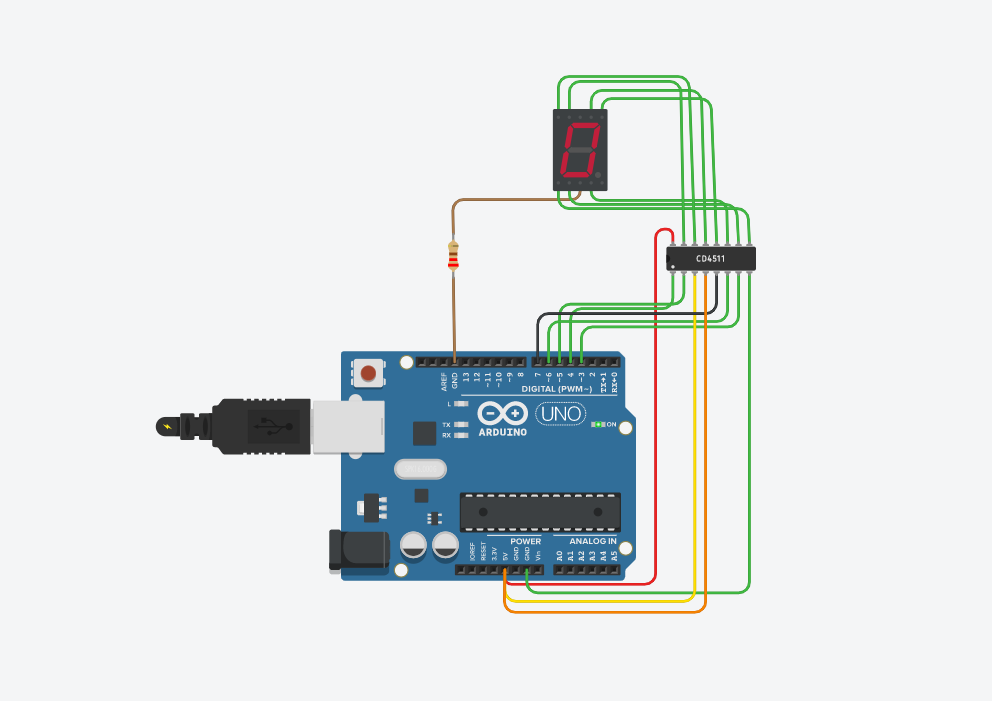 CD4511
AREF
GND
13
12
~11
~10
~9
8
7
~6
~5
4
~3
2
TX→1
RX←0
DIGITAL (PWM~)
L
TX
RX
ARDUINO
UNO
ON
POWER
ANALOG IN
IOREF
RESET
3.3V
5V
GND
GND
Vin
A0
A1
A2
A3
A4
A5